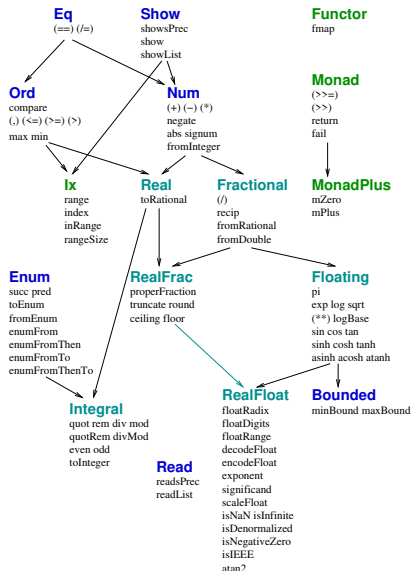 Eq
(==) (/=)
Show
showsPrec
show
showList
Functor
fmap
Ord
compare
(,) (<=) (>=) (>)
max min
Num
(+) (−) (*)
negate
abs signum
fromInteger
Monad
(>>=)
(>>)
return
fail
Ix
range
index
inRange
rangeSize
Real
toRational
Fractional
(/)
recip
fromRational
fromDouble
MonadPlus
mZero
mPlus
Enum
succ pred
toEnum
fromEnum
enumFrom
enumFromThen
enumFromTo
enumFromThenTo
RealFrac
properFraction
truncate round
ceiling floor
Floating
pi
exp log sqrt
(**) logBase
sin cos tan
sinh cosh tanh
asinh acosh atanh
Integral
quot rem div mod
quotRem divMod
even odd
toInteger
Read
readsPrec
readList
RealFloat
floatRadix
floatDigits
floatRange
decodeFloat
encodeFloat
exponent
significand
scaleFloat
isNaN isInfinite
isDenormalized
isNegativeZero
isIEEE
atan2
Bounded
minBound maxBound